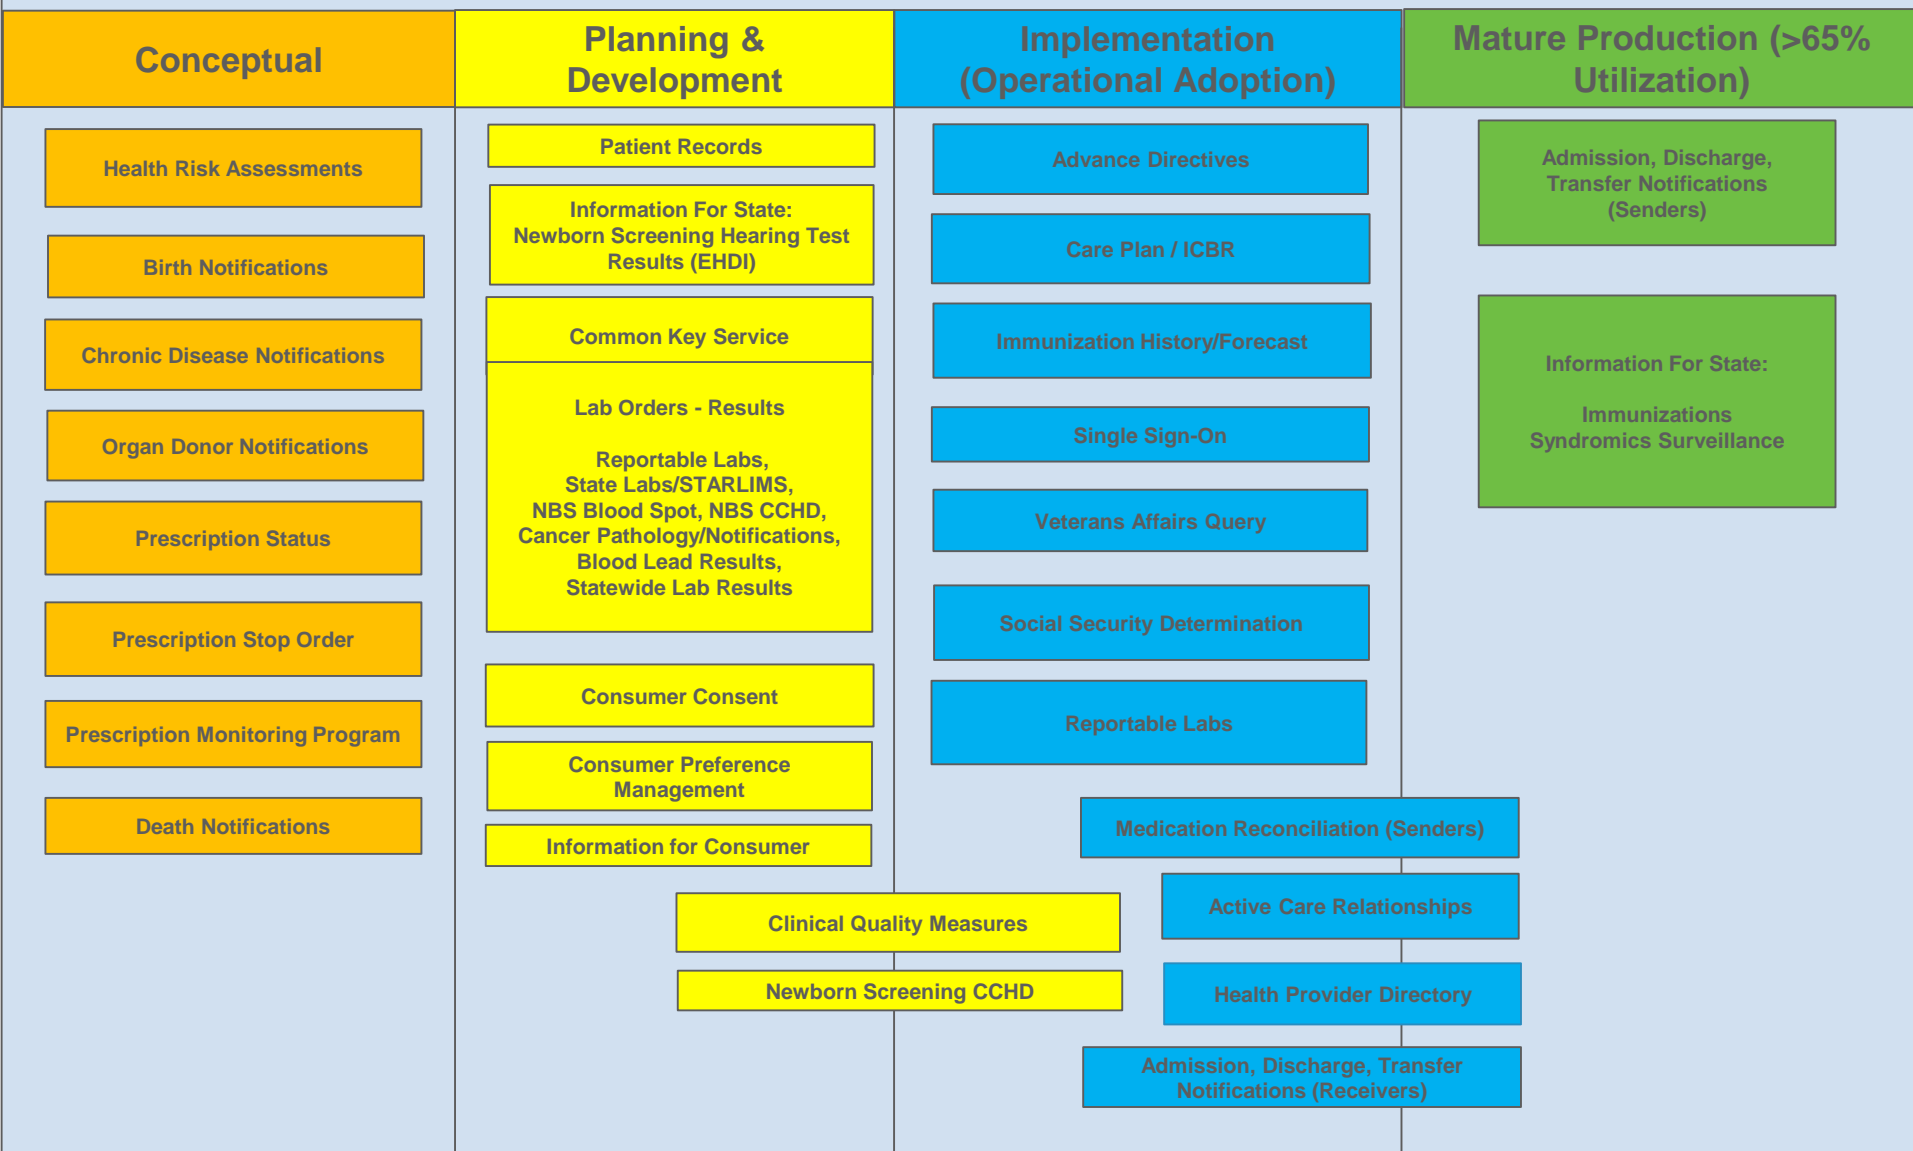 Conceptual
Planning &
Development
Implementation
(Operational Adoption)
Mature Production (>65%
Utilization)
Health Risk Assessments
Birth Notifications
Chronic Disease Notifications
Organ Donor Notifications
Prescription Status
Prescription Stop Order
Prescription Monitoring Program
Death Notifications
Patient Records
Information For State:
Newborn Screening Hearing Test
Results (EHDI)
Common Key Service
Lab Orders - Results
Reportable Labs,
State Labs/STARLIMS,
NBS Blood Spot, NBS CCHD,
Cancer Pathology/Notifications,
Blood Lead Results,
Statewide Lab Results
Consumer Consent
Consumer Preference
Management
Information for Consumer
Clinical Quality Measures
Newborn Screening CCHD
Advance Directives
Care Plan / ICBR
Immunization History/Forecast
Single Sign-On
Veterans Affairs Query
Social Security Determination
Reportable Labs
Medication Reconciliation (Senders)
Active Care Relationships
Health Provider Directory
Admission, Discharge, Transfer
Notifications (Receivers)
Admission, Discharge,
Transfer Notifications
(Senders)
Information For State:
Immunizations
Syndromics Surveillance